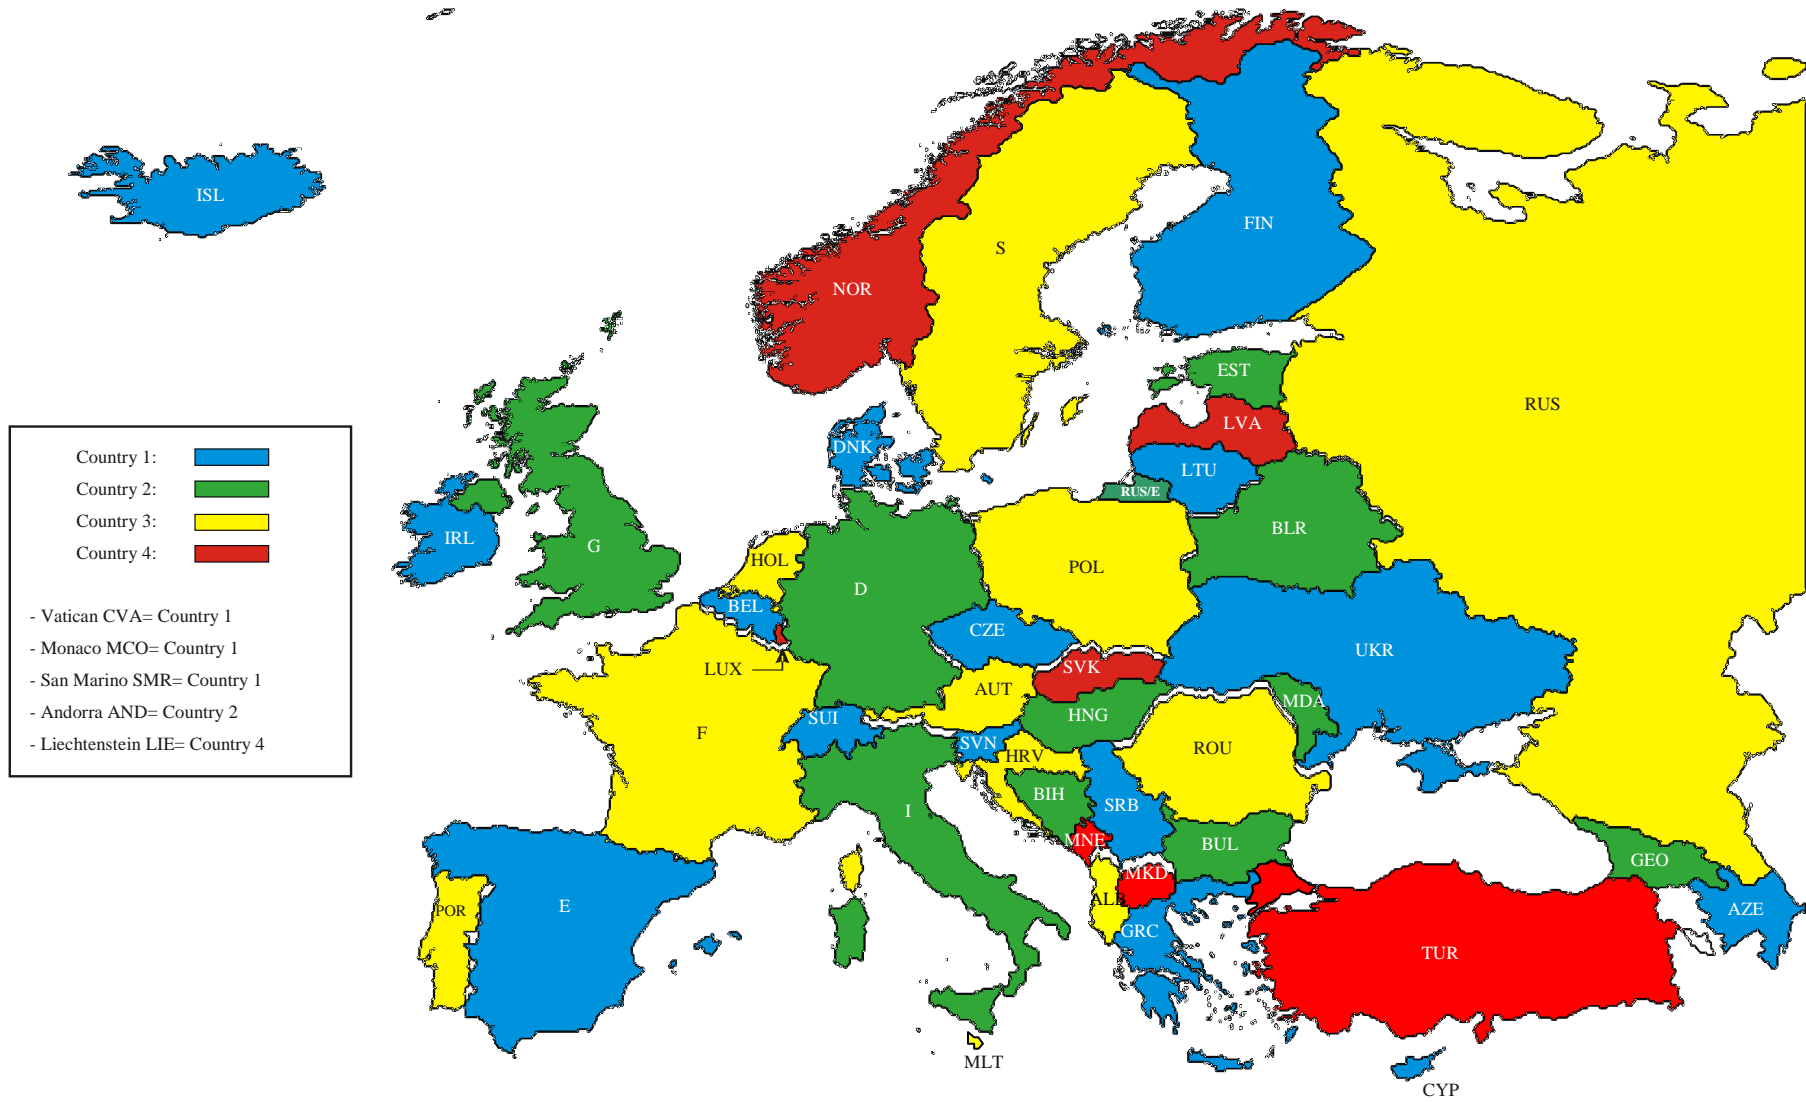 ISL
FIN
S
NOR
EST
RUS
LVA
DNK
LTU
RUS/E
BLR
IRL
G
HOL
D
POL
BEL
CZE
UKR
LUX
SVK
AUT
MDA
HNG
SUI
F
SVN
HRV
ROU
BIH
SRB
I
MNE
BUL
GEO
MKD
ALB
E
POR
AZE
GRC
TUR
MLT
CYP
Country 1:
Country 2:
Country 3:
Country 4:
- Vatican CVA= Country 1
- Monaco MCO= Country 1
- San Marino SMR= Country 1
- Andorra AND= Country 2
- Liechtenstein LIE= Country 4